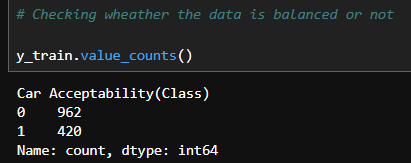 # Checking wheather the data is balanced or not
y_train.value_counts()
Car Acceptability(Class)
0    962
1    420
Name: count, dtype: int64